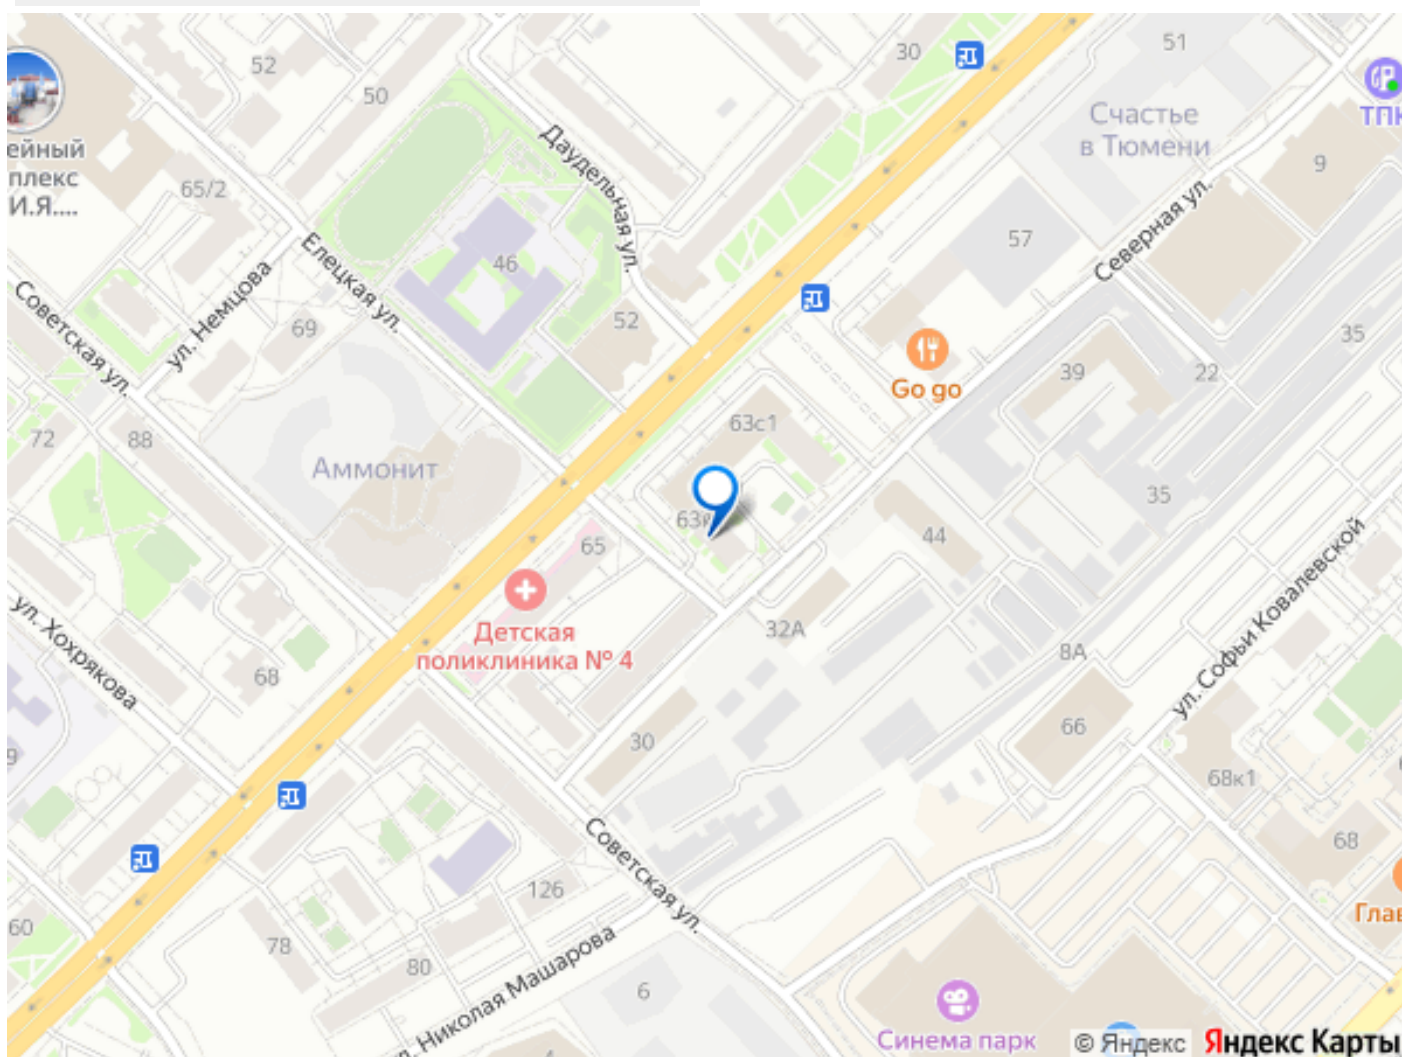 51
30
52
50
Счастье
в Тюмени
ТПК
9
ейный
плекс
И.Я....
65/2
Даудельная ул.
Северная ул.
57
46
Елецкая ул.
ул. Немцова
Советская ул.
69
52
35
Go go
39
22
63с1
72
88
Аммонит
35
44
65
Детская
поликлиника № 4
32А
8А
ул. Софьи Ковалевской
ул. Хохрякова
68
30
66
68к1
9
68
Советская ул.
126
60
78
80
Николая Машарова
6
Синема парк
Глав
© Яндекс
Яндекс Карты